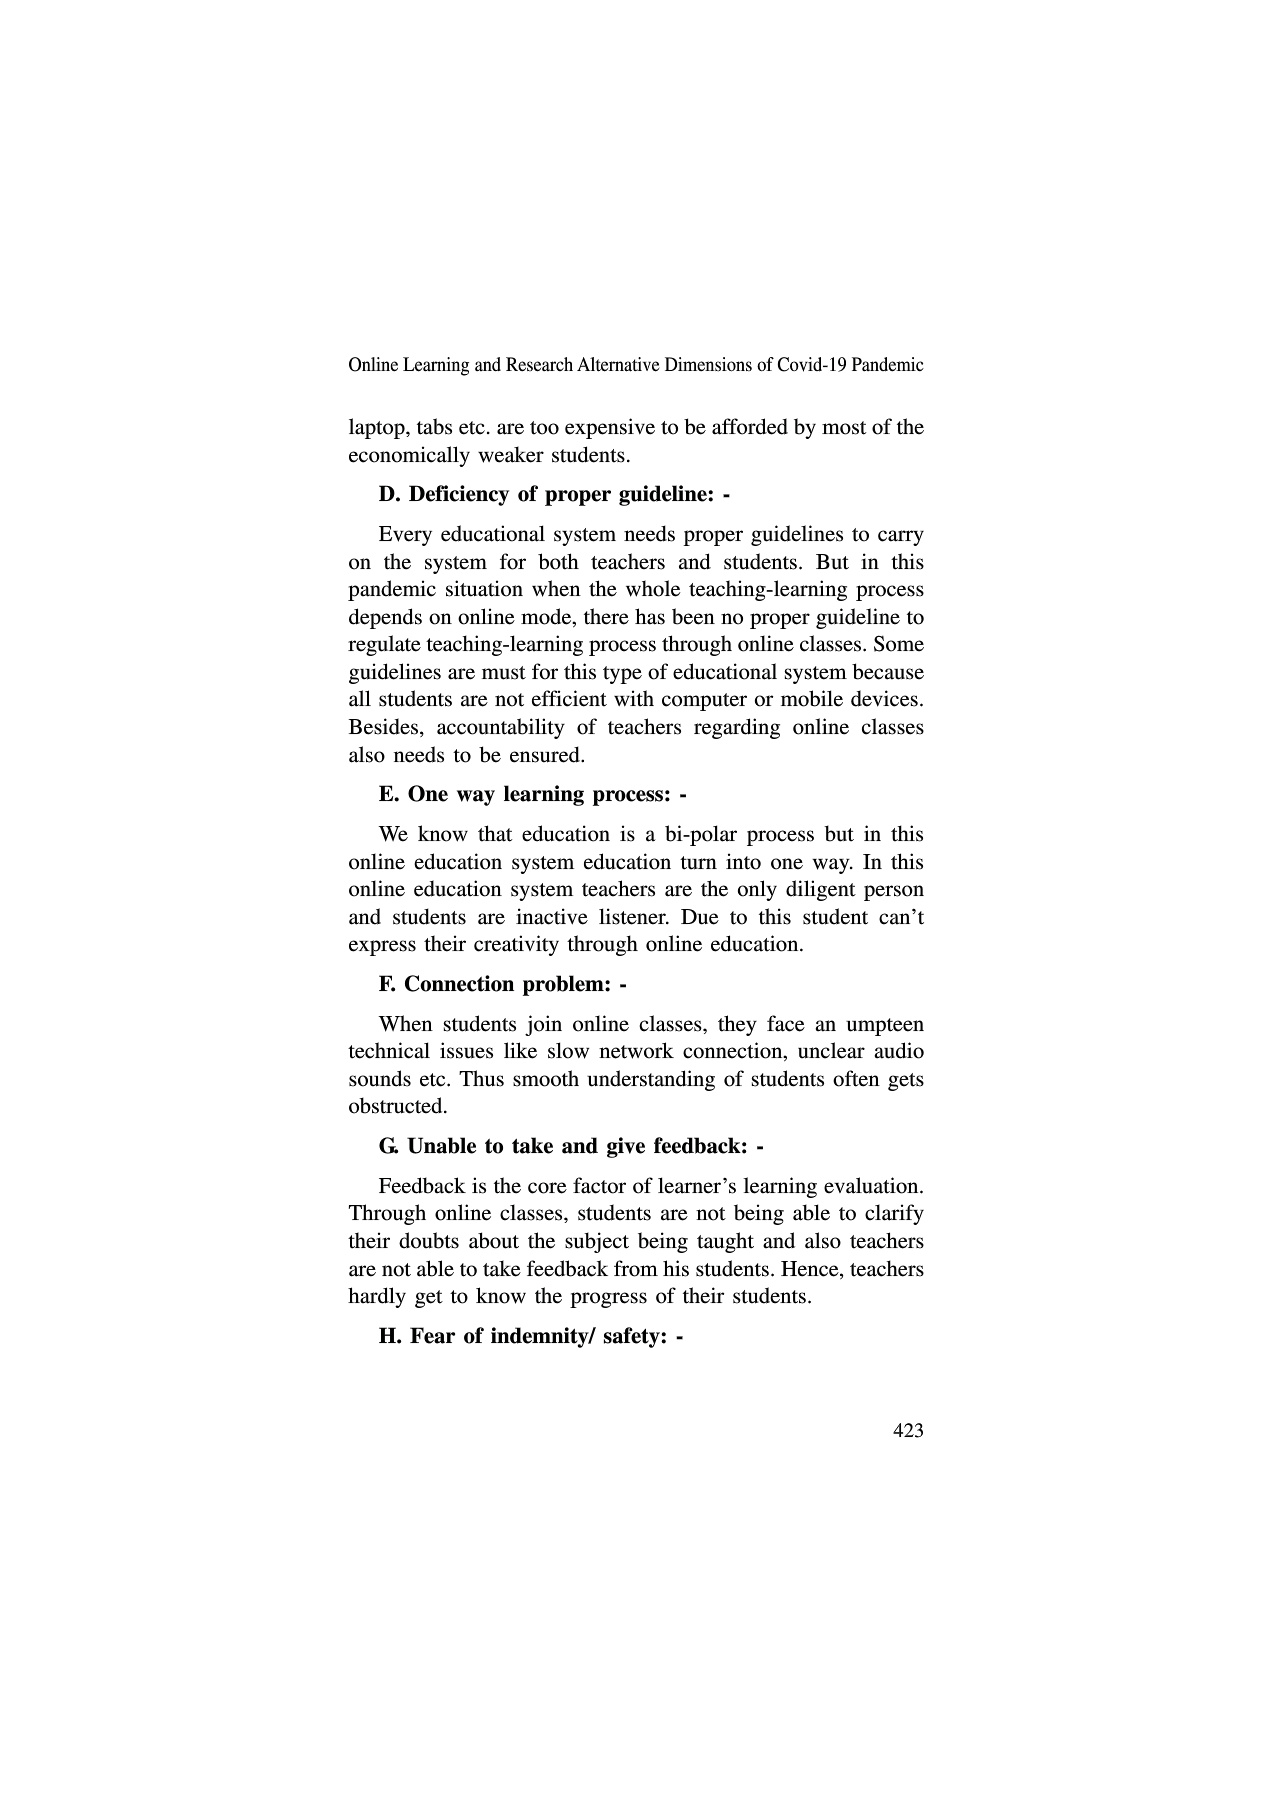 Online Learning and Research Alternative Dimensions of Covid-19 Pandemic
laptop, tabs etc. are too expensive to be afforded by most of the
economically weaker students.
D. Deficiency of proper guideline: -
Every educational system needs proper guidelines to carry
on the system for both teachers and students. But in this
pandemic situation when the whole teaching-learning process
depends on online mode, there has been no proper guideline to
regulate teaching-learning process through online classes. Some
guidelines are must for this type of educational system because
all students are not efficient with computer or mobile devices.
Besides, accountability of teachers regarding online classes
also needs to be ensured.
E. One way learning process: -
We know that education is a bi-polar process but in this
online education system education turn into one way. In this
online education system teachers are the only diligent person
and students are inactive listener. Due to this student can’t
express their creativity through online education.
F. Connection problem: -
When students join online classes, they face an umpteen
technical issues like slow network connection, unclear audio
sounds etc. Thus smooth understanding of students often gets
obstructed.
G. Unable to take and give feedback: -
Feedback is the core factor of learner’s learning evaluation.
Through online classes, students are not being able to clarify
their doubts about the subject being taught and also teachers
are not able to take feedback from his students. Hence, teachers
hardly get to know the progress of their students.
H. Fear of indemnity/ safety: -
423